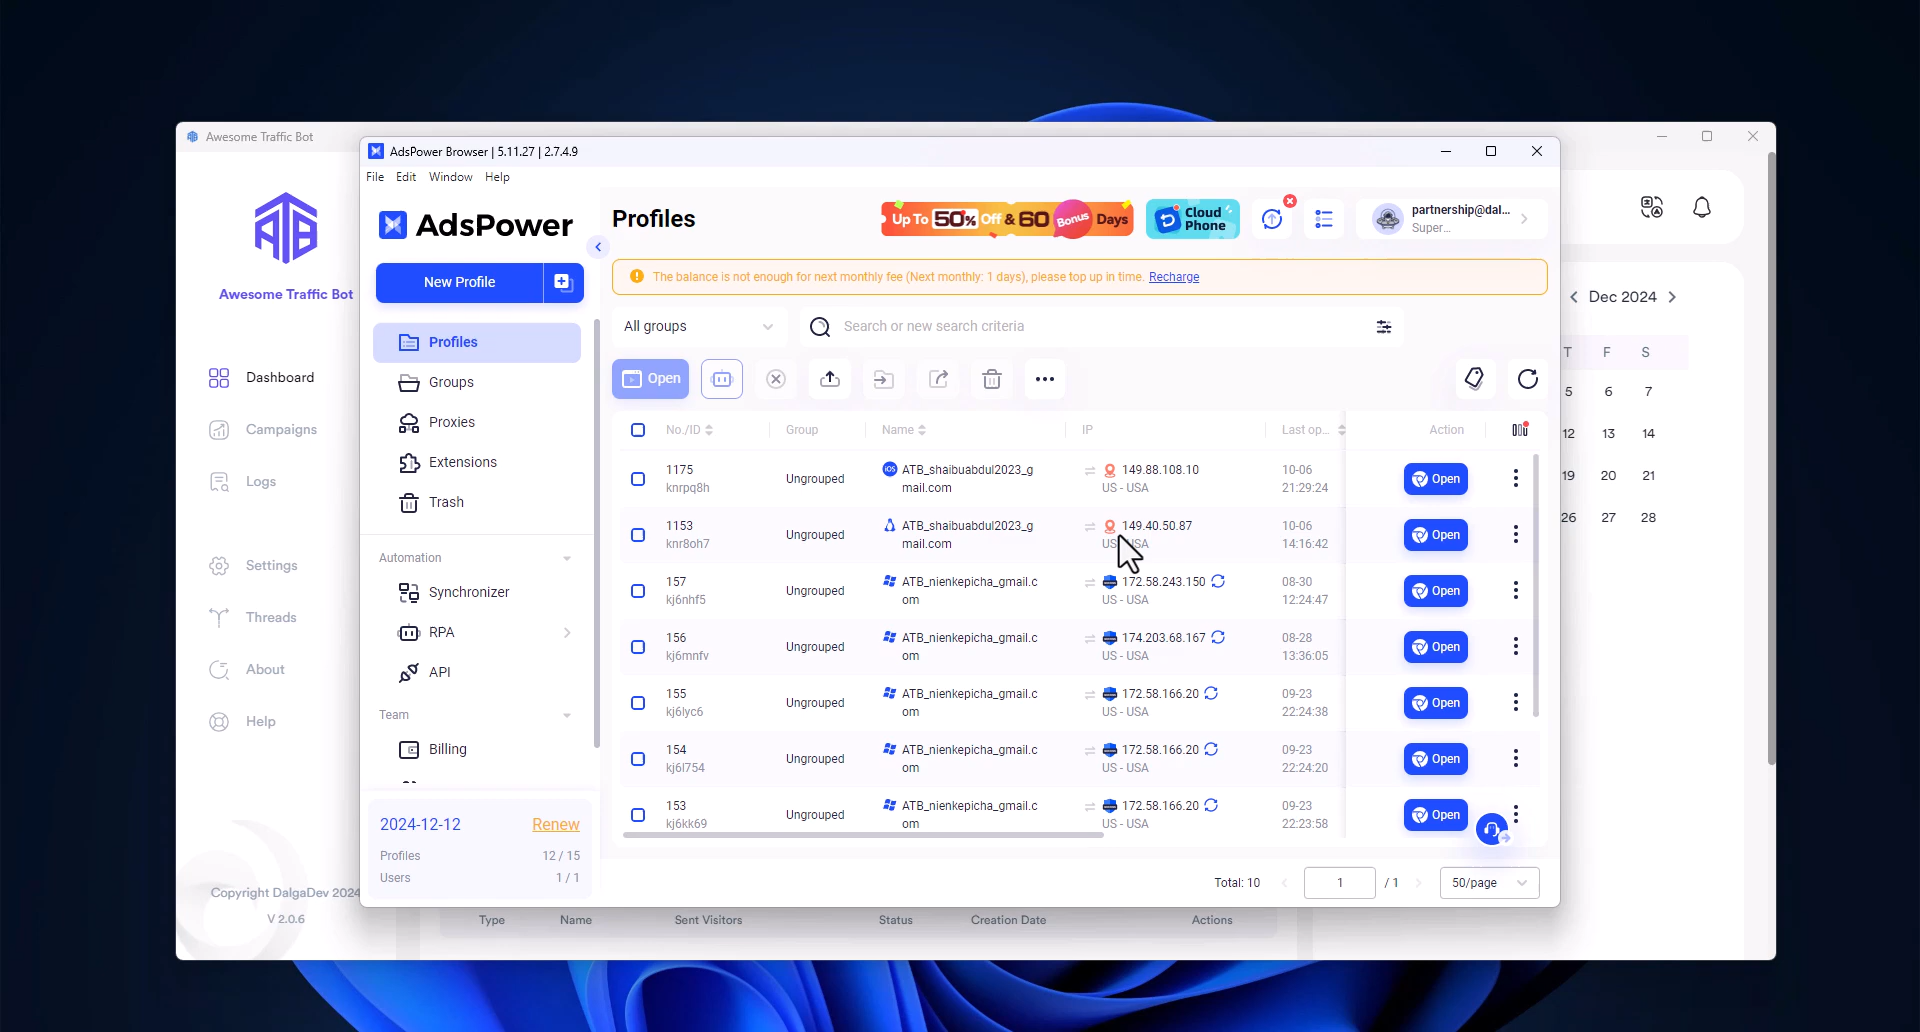 Awesome Traffic Bot
AdsPower Browser | 5.11.27 | 2.7.4.9
File Edit Window Help
ATB
Awesome Traffic Bot
Dashboard
Campaigns
Logs
Settings
Threads
About
Help
Copyright DalgaDev 2024
V 2.0.6
AdsPower
New Profile
Profiles
Groups
Proxies
Extensions
Trash
Automation
Synchronizer
RPA
API
Team
Billing
2024-12-12 Renew
Profiles 12 / 15
Users 1 / 1
Profiles
Up To 50% Off & 60 Bonus Days
Cloud
Phone
partnership@dal...
Super...
The balance is not enough for next monthly fee (Next monthly: 1 days), please top up in time. Recharge
All groups
Search or new search criteria
Open
No./ID Group Name IP Last op... Action
1175 ATB_shaibuabdul2023_g 149.88.108.10 10-06
Ungrouped iOS Open
knrpq8h mail.com US - USA 21:29:24
1153 ATB_shaibuabdul2023_g 149.40.50.87 10-06
Ungrouped Open
knr8oh7 mail.com US USA 14:16:42
157 ATB_nienkepicha_gmail.c 172.58.243.150 08-30
Ungrouped Open
kj6nhf5 om US - USA 12:24:47
156 ATB_nienkepicha_gmail.c 174.203.68.167 08-28
Ungrouped Open
kj6mnfv om US - USA 13:36:05
155 ATB_nienkepicha_gmail.c 172.58.166.20 09-23
Ungrouped Open
kj6lyc6 om US - USA 22:24:38
154 ATB_nienkepicha_gmail.c 172.58.166.20 09-23
Ungrouped Open
kj6l754 om US - USA 22:24:20
153 ATB_nienkepicha_gmail.c 172.58.166.20 09-23
Ungrouped Open
kj6kk69 om US - USA 22:23:58
Total: 10 1 / 1 50/page
Type Name Sent Visitors Status Creation Date Actions
Dec 2024
T F S
5 6 7
12 13 14
19 20 21
26 27 28